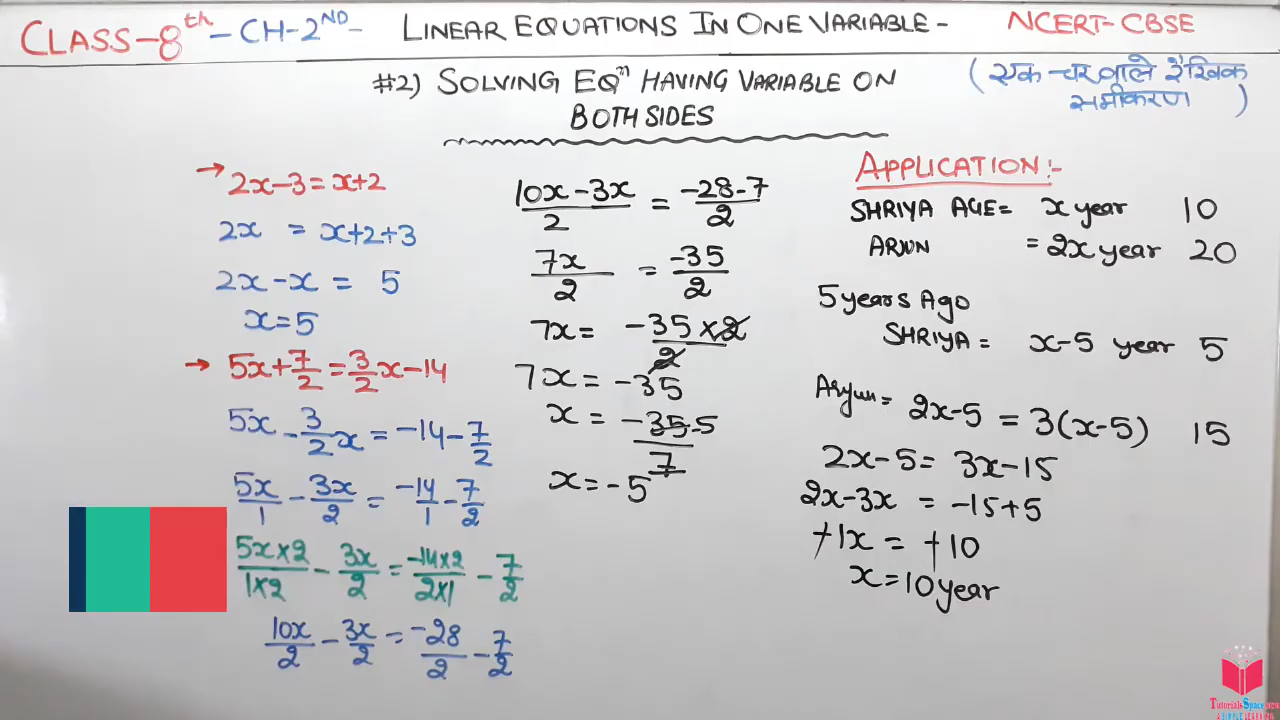 CLASS-8th-CH-2ND- LINEAR EQUATIONS IN ONE VARIABLE- NCERT-CBSE
#2) SOLVING EQn HAVING VARIABLE ON
BOTH SIDES
(एक-चर वाले रैखिक
समीकरण)
→ 2x-3=x+2
2x = x+2+3
2x-x = 5
x=5
→ 5x+7/2=3/2x-14
5x-3/2x=-14-7/2
5x/1-3x/2=-14/1-7/2
5x×2/1×2-3x/2=-14×2/2×1-7/2
10x/2-3x/2=-28/2-7/2
10x-3x/2=-28-7/2
7x/2=-35/2
7x=-35×2/2
7x=-35
x=-35-5/7
x=-5
APPLICATION:-
SHRIYA AGE= x year 10
ARJUN =2x year 20
5 years Ago
SHRIYA= x-5 year 5
Arjun= 2x-5=3(x-5) 15
2x-5=3x-15
2x-3x=-15+5
+1x=+10
x=10 year
TutorialsSpace.com
A SIMPLE LEARNING